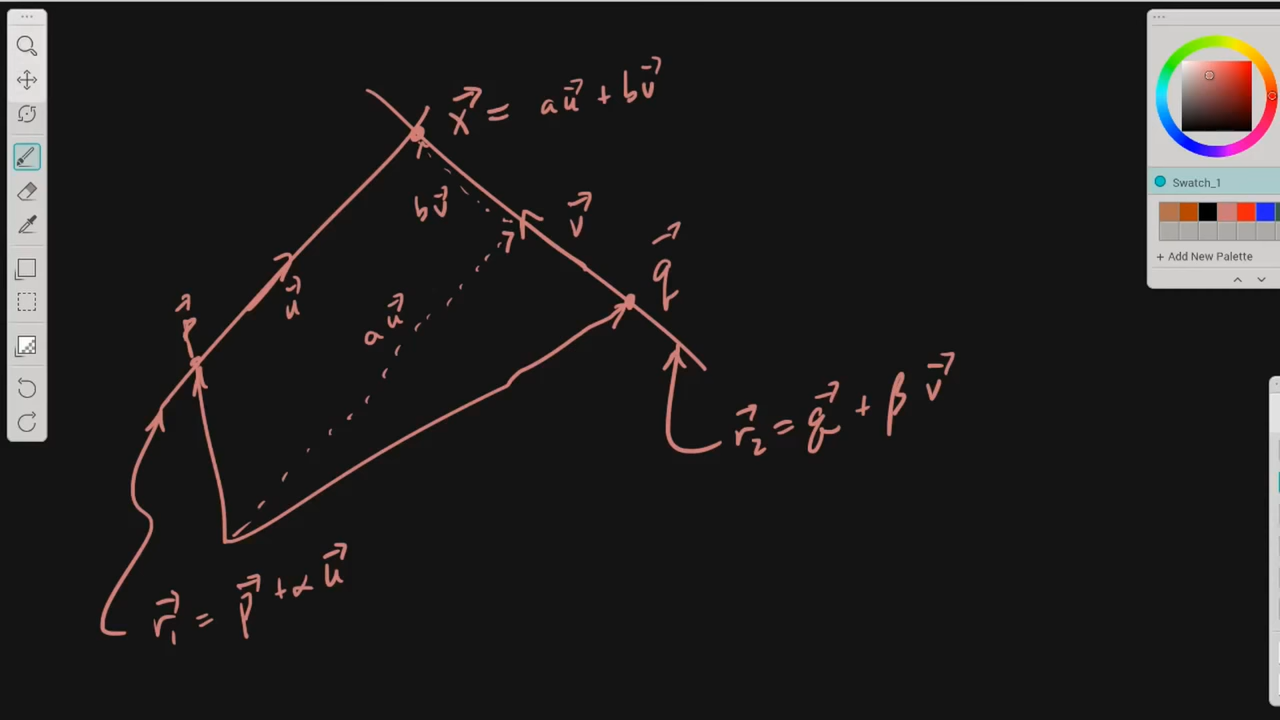 x⃗ = au⃗ + bv⃗
bv⃗
v⃗
q⃗
u⃗
p⃗
au⃗
r⃗₂ = q⃗ + βv⃗
r⃗₁ = p⃗ + αu⃗
Swatch_1
+ Add New Palette